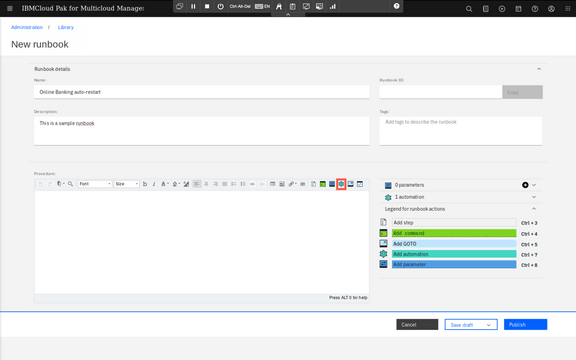 IBMCloud Pak for Multicloud Manage
Ctrl-Alt-Del
EN
Administration / Library
New runbook
Runbook details
Name:
Online Banking auto-restart
Runbook ID:
Description:
This is a sample runbook.
Tags:
Add tags to describe the runbook
Procedure:
Font
Size
B I A
0 parameters
1 automation
Legend for runbook actions
Add step Ctrl + 3
Add command Ctrl + 4
Add GOTO Ctrl + 5
Add automation Ctrl + 7
Add parameter Ctrl + 8
Press ALT 0 for help
Cancel
Save draft
Publish